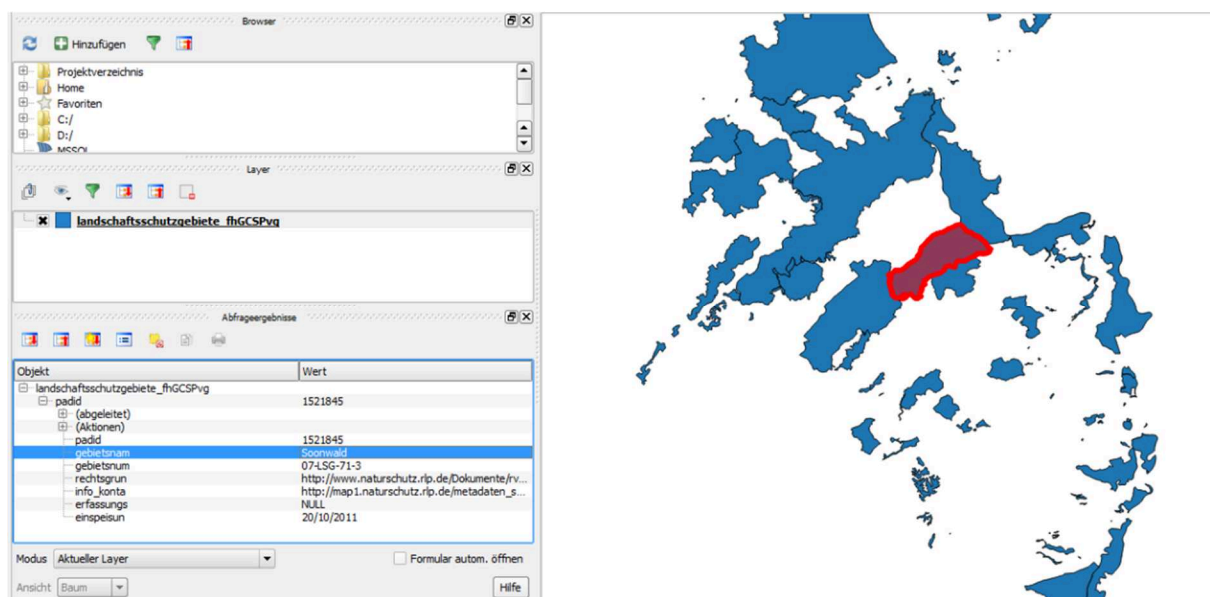 Browser
Hinzufügen
Projektverzeichnis
Home
Favoriten
C:/
D:/
MSSQL
Layer
landschaftsschutzgebiete_fhGCSPvg
Abfrageergebnisse
Objekt Wert
landschaftsschutzgebiete_fhGCSPvg
padid 1521845
(abgeleitet)
(Aktionen)
padid 1521845
gebietsnam Soonwald
gebietsnum 07-LSG-71-3
rechtsgrun http://www.naturschutz.rlp.de/Dokumente/rv...
info_konta http://map1.naturschutz.rlp.de/metadaten_s...
erfassungs NULL
einspeisun 20/10/2011
Modus Aktueller Layer Formular autom. öffnen
Ansicht Baum Hilfe